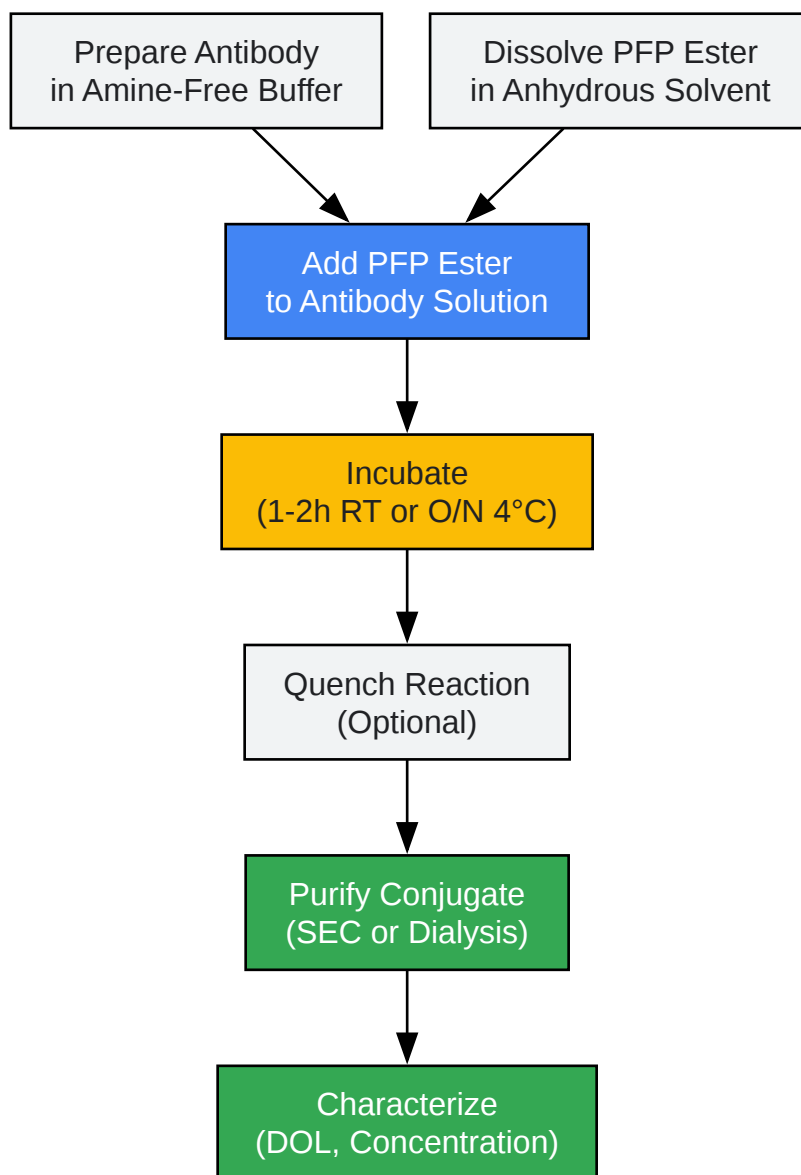 Prepare Antibody
in Amine-Free Buffer
Dissolve PFP Ester
in Anhydrous Solvent
Add PFP Ester
to Antibody Solution
Incubate
(1-2h RT or O/N 4°C)
Quench Reaction
(Optional)
Purify Conjugate
(SEC or Dialysis)
Characterize
(DOL, Concentration)